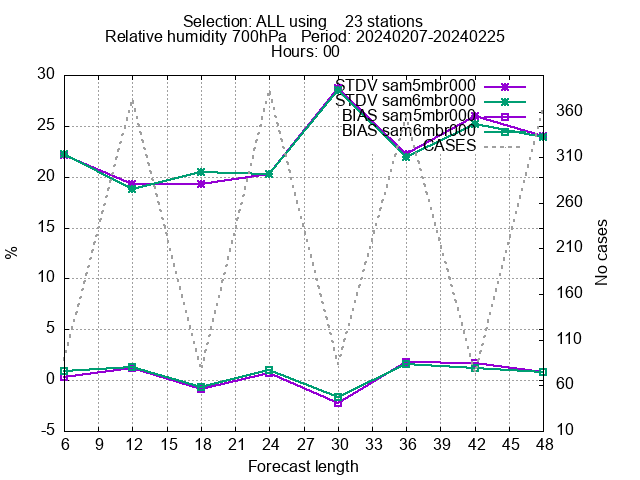 Selection: ALL using    23 stations
Relative humidity 700hPa   Period: 20240207-20240225
Hours: 00
STDV sam5mbr000
STDV sam6mbr000
BIAS sam5mbr000
BIAS sam6mbr000
CASES
30
25
20
15
10
5
0
-5
%
360
310
260
210
160
110
60
10
No cases
6 9 12 15 18 21 24 27 30 33 36 39 42 45 48
Forecast length